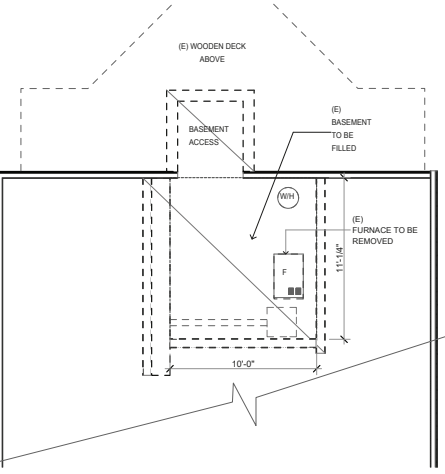 (E) WOODEN DECK
ABOVE
(E)
BASEMENT
TO BE
FILLED
BASEMENT
ACCESS
W/H
(E)
FURNACE TO BE
REMOVED
F
11'-1/4"
10'-0"